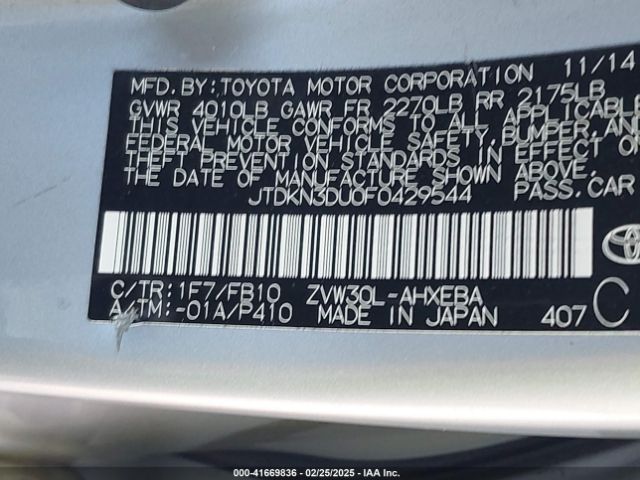 MFD. BY: TOYOTA MOTOR CORPORATION 11/14
GVWR 4010LB GAWR FR 2270LB RR 2175LB
THIS VEHICLE CONFORMS TO ALL APPLICABLE
FEDERAL MOTOR VEHICLE SAFETY, BUMPER, AND
THEFT PREVENTION STANDARDS IN EFFECT ON
THE DATE OF MANUFACTURE SHOWN ABOVE.
JTDKN3DU0F0429544 PASS.CAR
C/TR: 1F7/FB10 ZVW30L-AHXEBA
A/TM: -01A/P410 MADE IN JAPAN 407 C
000-41669836 - 02/25/2025 - IAA Inc.